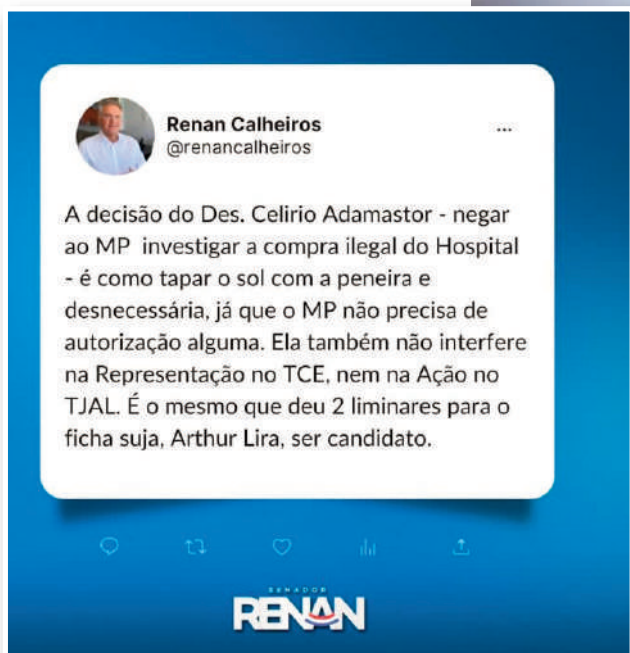 Renan Calheiros
...
@renancalheiros
A decisão do Des. Celirio Adamastor - negar
ao MP investigar a compra ilegal do Hospital
- é como tapar o sol com a peneira e
desnecessária, já que o MP não precisa de
autorização alguma. Ela também não interfere
na Representação no TCE, nem na Ação no
TJAL. É o mesmo que deu 2 liminares para o
ficha suja, Arthur Lira, ser candidato.
SENADOR
RENAN